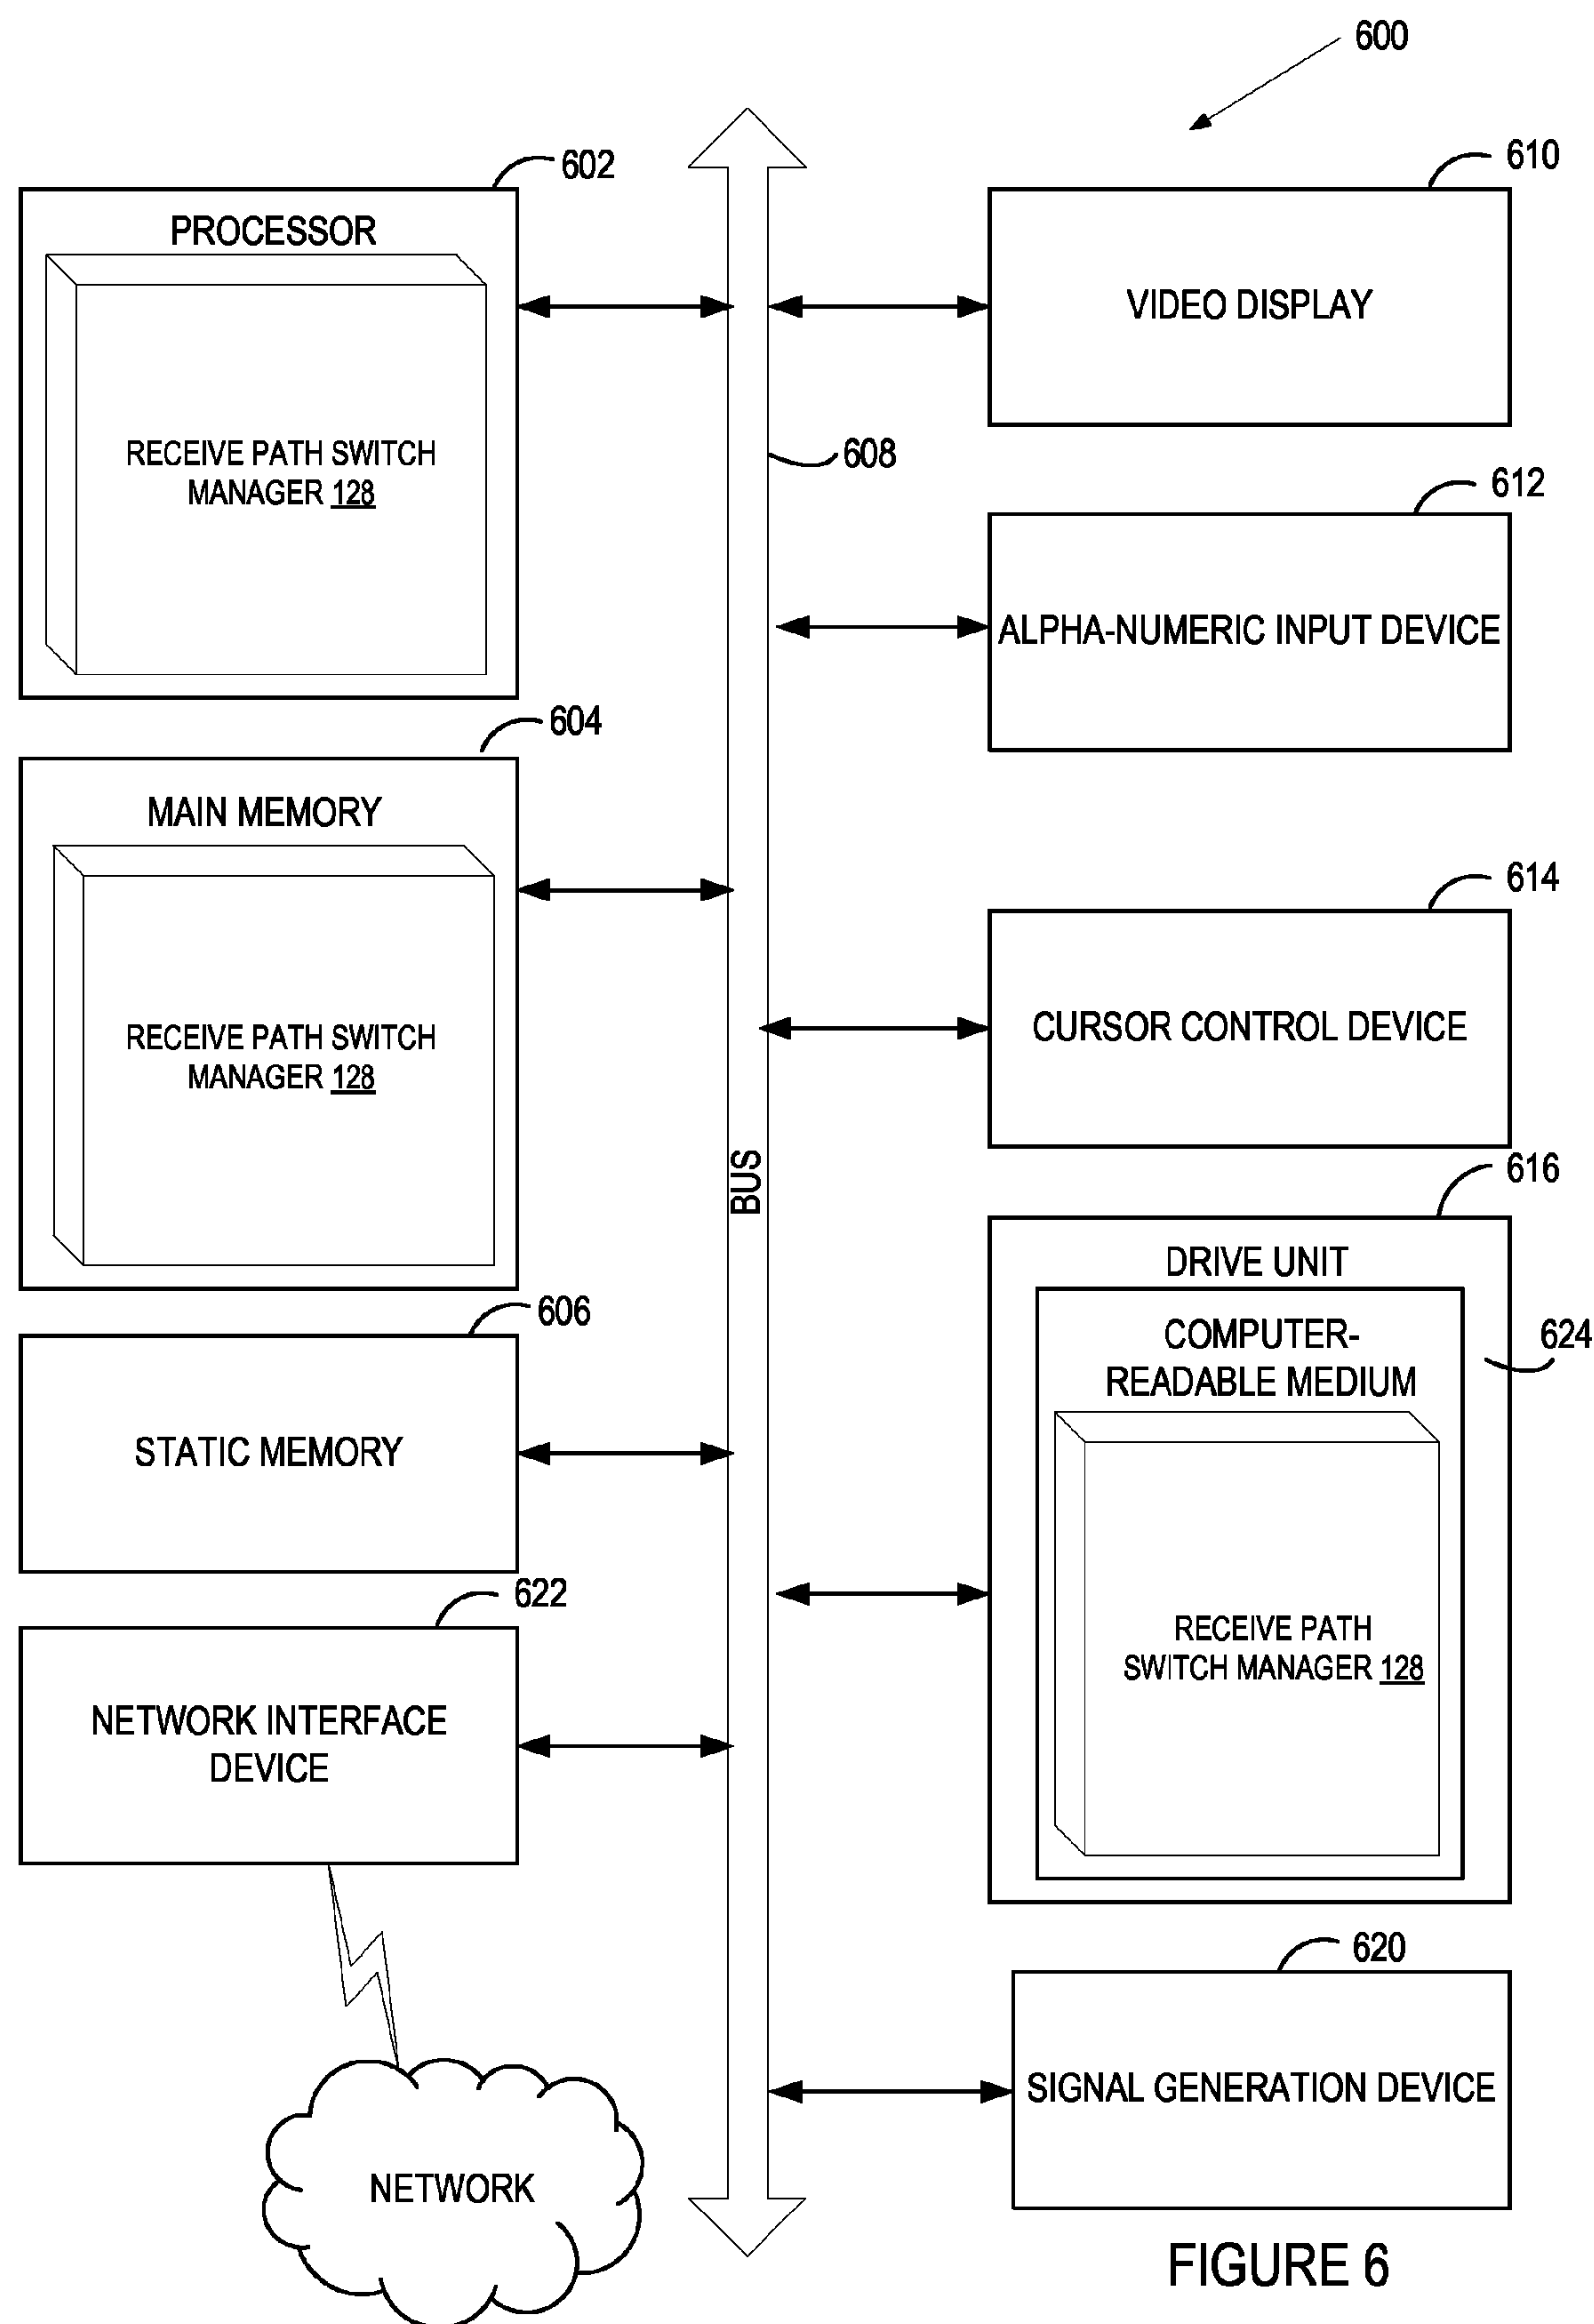 600
602
PROCESSOR
RECEIVE PATH SWITCH
MANAGER 128
610
VIDEO DISPLAY
608
612
ALPHA-NUMERIC INPUT DEVICE
604
MAIN MEMORY
RECEIVE PATH SWITCH
MANAGER 128
614
CURSOR CONTROL DEVICE
BUS
616
DRIVE UNIT
COMPUTER-
READABLE MEDIUM
624
RECEIVE PATH
SWITCH MANAGER 128
606
STATIC MEMORY
622
NETWORK INTERFACE
DEVICE
620
SIGNAL GENERATION DEVICE
NETWORK
FIGURE 6